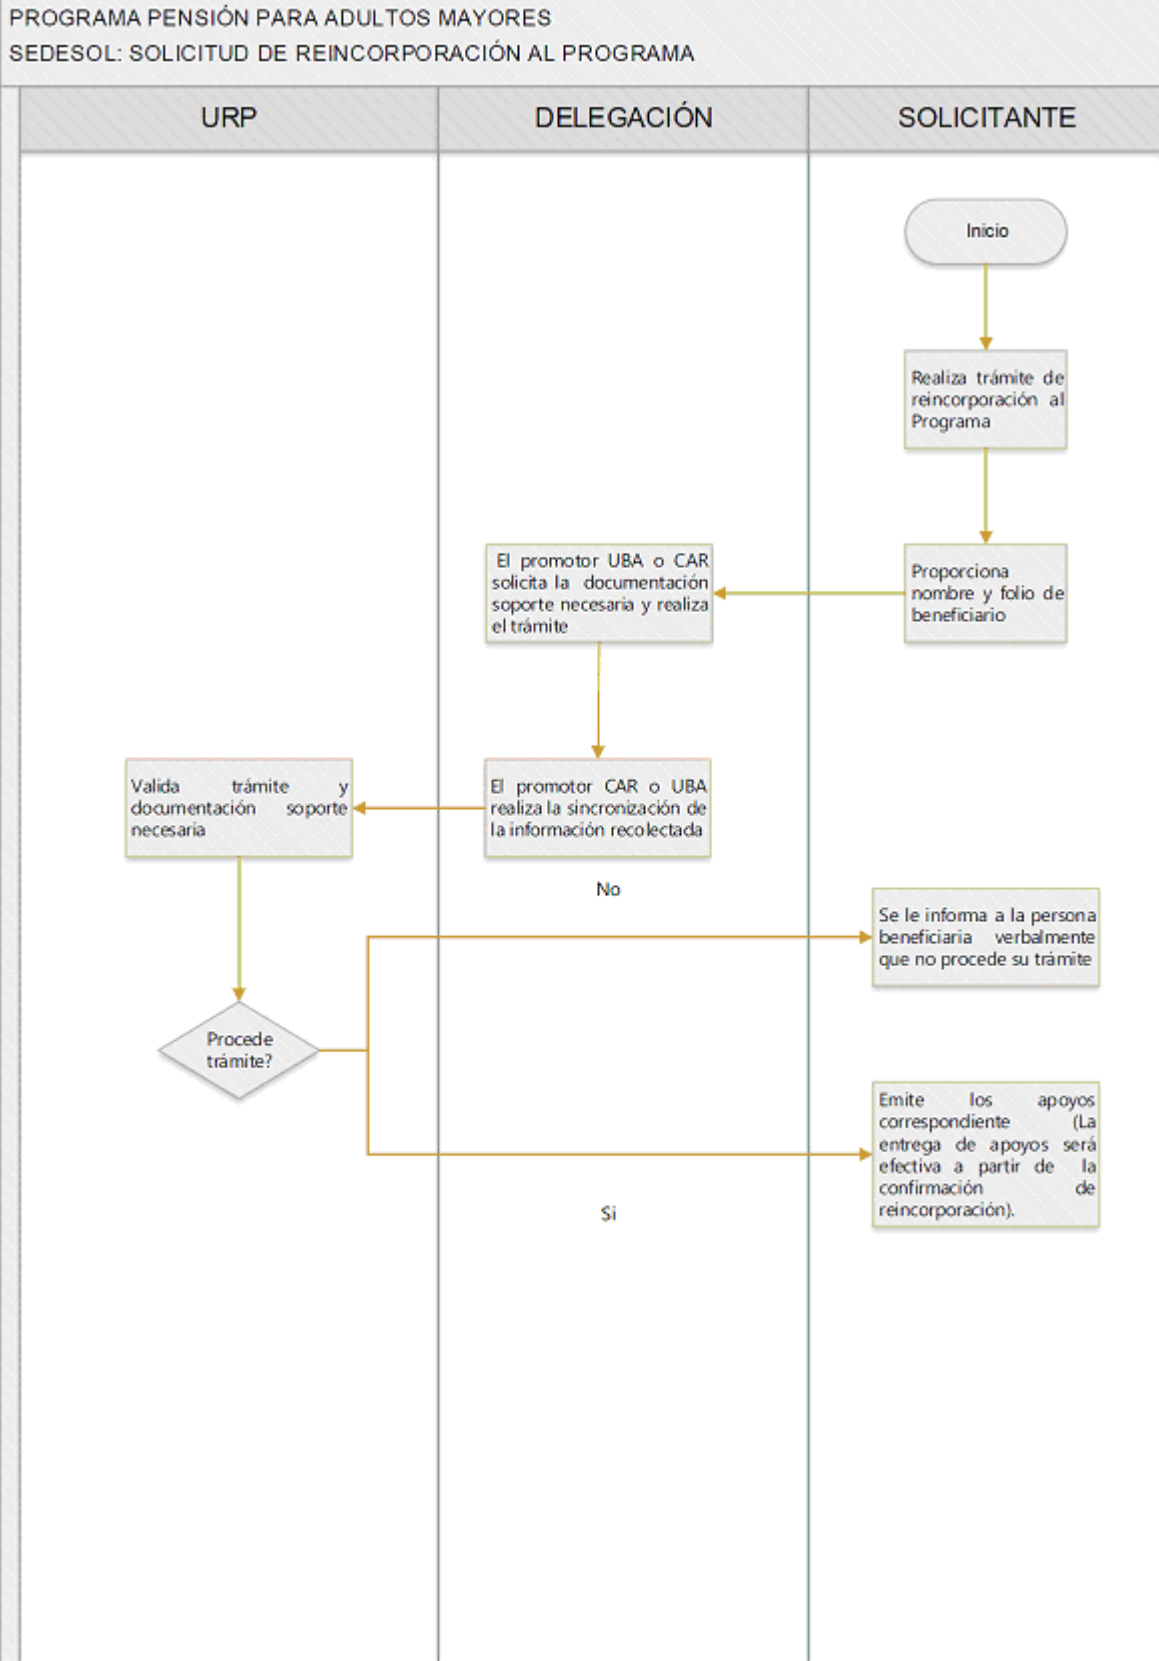 PROGRAMA PENSIÓN PARA ADULTOS MAYORES
SEDESOL: SOLICITUD DE REINCORPORACIÓN AL PROGRAMA
URP
DELEGACIÓN
SOLICITANTE
Inicio
Realiza trámite de
reincorporación al
Programa
Proporciona
nombre y folio de
beneficiario
El promotor UBA o CAR
solicita la documentación
soporte necesaria y realiza
el trámite
El promotor CAR o UBA
realiza la sincronización de
la información recolectada
Valida trámite y
documentación soporte
necesaria
Procede
trámite?
No
Se le informa a la persona
beneficiaria verbalmente
que no procede su trámite
Si
Emite los apoyos
correspondiente (La
entrega de apoyos será
efectiva a partir de la
confirmación de
reincorporación).